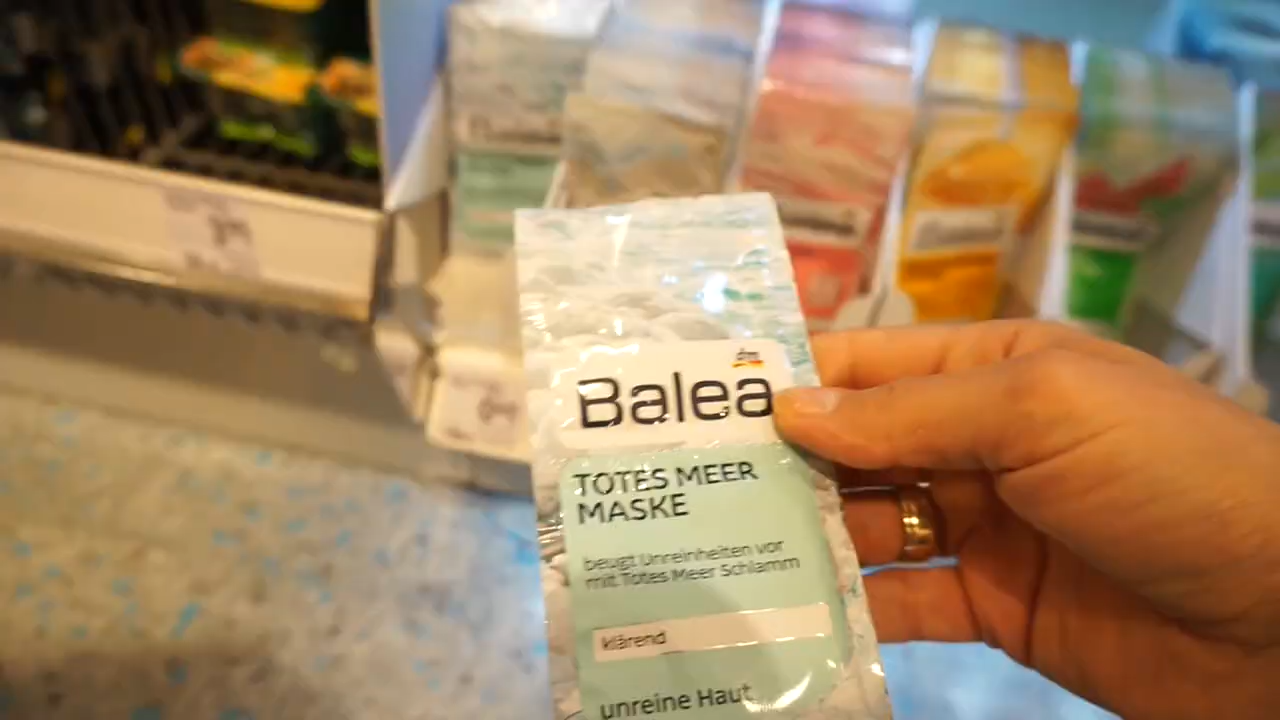 dm
Balea
TOTES MEER
MASKE
beugt Unreinheiten vor
mit Totes Meer Schlamm
klärend
unreine Haut